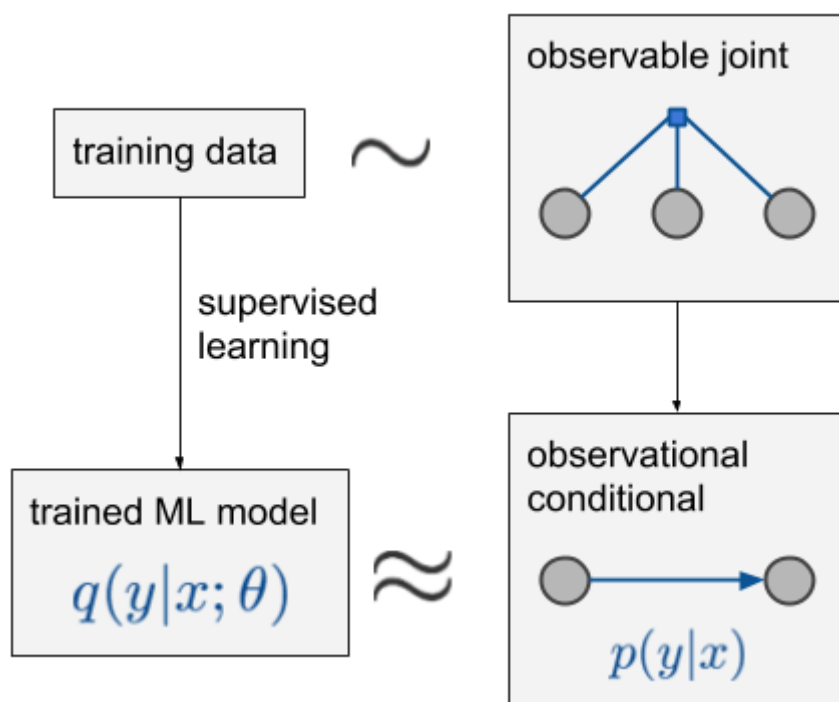 observable joint
training data
∼
supervised
learning
observational
conditional
trained ML model
q(y|x; θ)
≈
p(y|x)